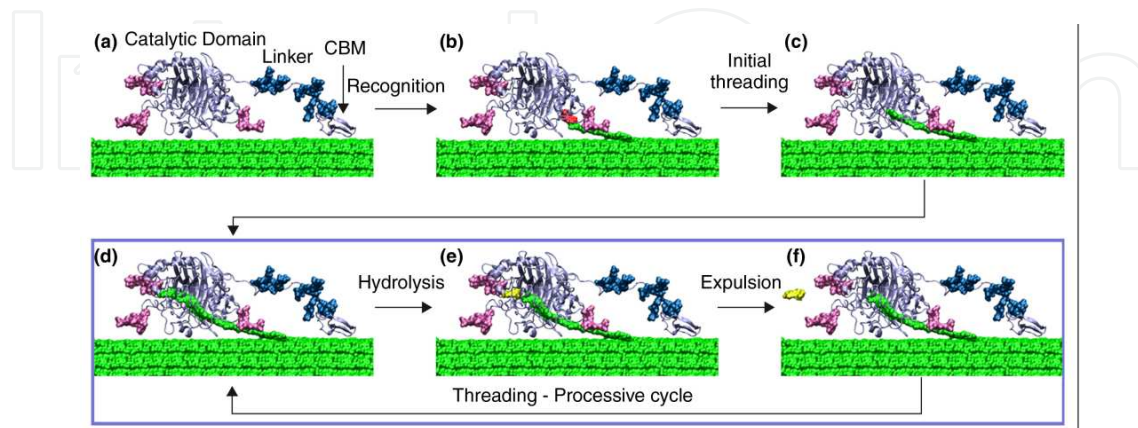 (a) Catalytic Domain
Linker
CBM
Recognition
(b)
Initial
threading
(c)
(d)
Hydrolysis
(e)
Expulsion
(f)
Threading - Processive cycle